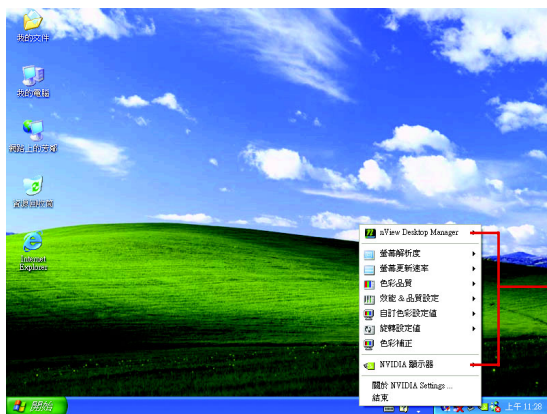 我的文件
我的電腦
網路上的芳鄰
資源回收筒
Internet
Explorer
nView Desktop Manager
螢幕解析度
螢幕更新速率
色彩品質
效能 & 品質設定
自訂色彩設定值
旋轉設定值
色彩補正
NVIDIA 顯示器
關於 NVIDIA Settings ...
結束
開始
上午 11:28